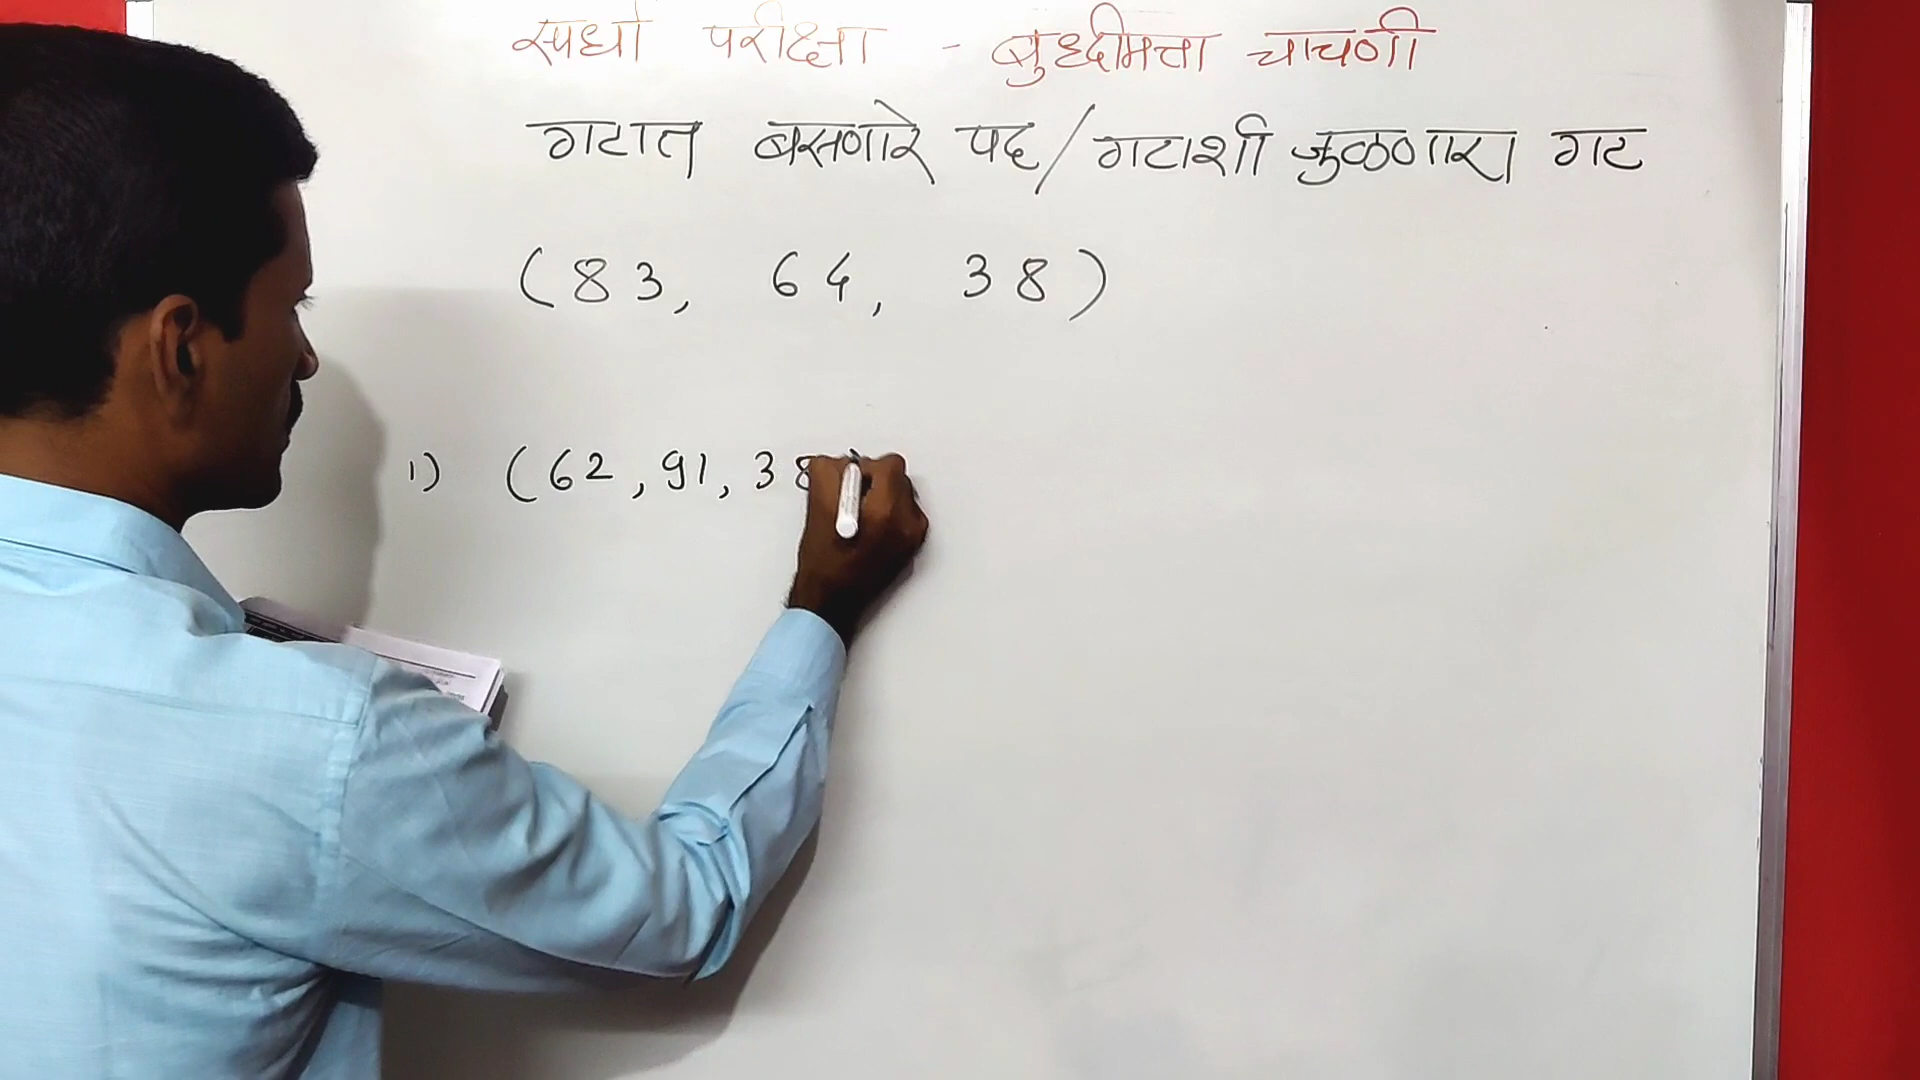 स्पर्धा परीक्षा - बुध्दीमत्ता चाचणी
गटात बसणारे पद/गटाशी जुळणारा गट
(83, 64, 38)
1) (62, 91, 38